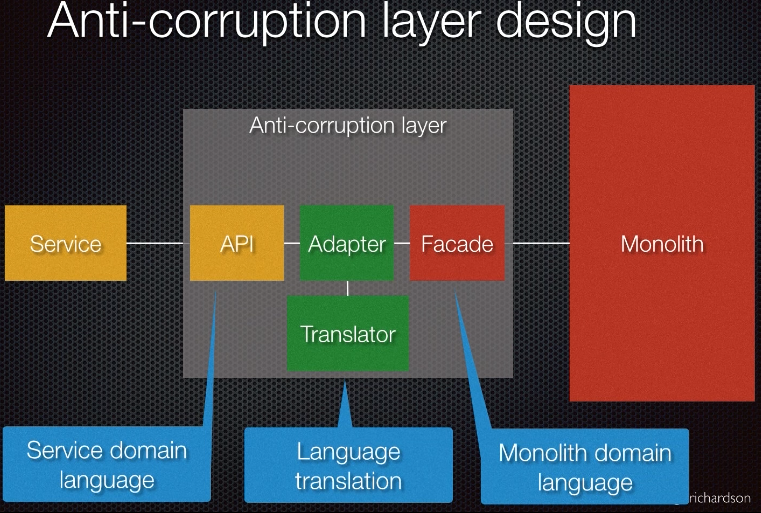 Anti-corruption layer design
Anti-corruption layer
Service
API
Adapter
Facade
Monolith
Translator
Service domain
language
Language
translation
Monolith domain
language
richardson